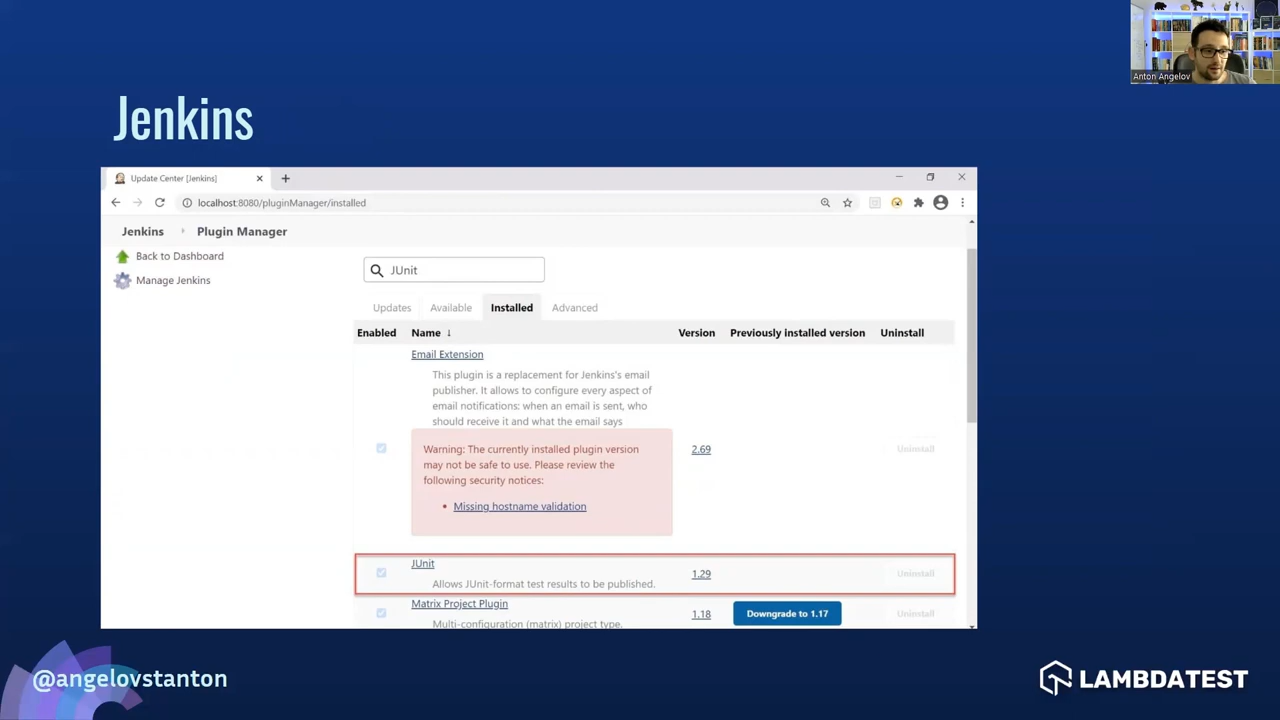 Anton Angelov
Jenkins
Update Center [Jenkins]
localhost:8080/pluginManager/installed
Jenkins
Plugin Manager
Back to Dashboard
Manage Jenkins
JUnit
Updates
Available
Installed
Advanced
Enabled
Name ↓
Version
Previously installed version
Uninstall
Email Extension
This plugin is a replacement for Jenkins's email
publisher. It allows to configure every aspect of
email notifications: when an email is sent, who
should receive it and what the email says
Warning: The currently installed plugin version
may not be safe to use. Please review the
following security notices:
• Missing hostname validation
2.69
Uninstall
JUnit
Allows JUnit-format test results to be published.
1.29
Uninstall
Matrix Project Plugin
Multi-configuration (matrix) project type.
1.18
Downgrade to 1.17
Uninstall
@angelovstanton
LAMBDATEST